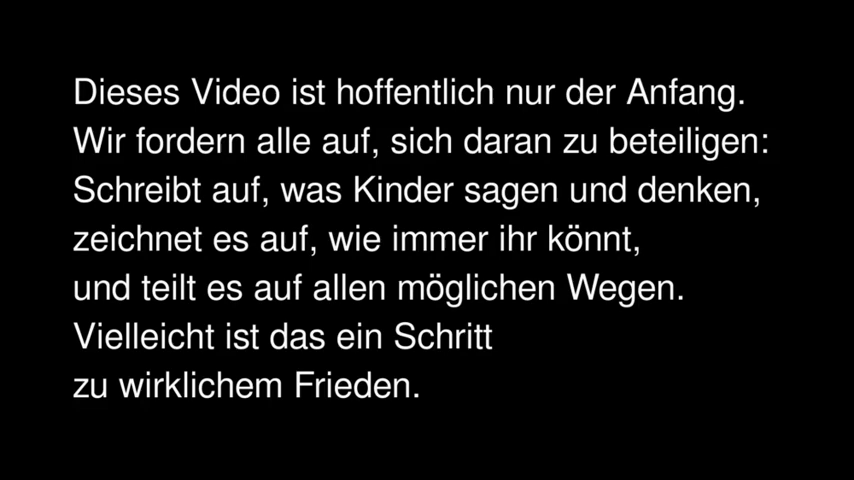 Dieses Video ist hoffentlich nur der Anfang.
Wir fordern alle auf, sich daran zu beteiligen:
Schreibt auf, was Kinder sagen und denken,
zeichnet es auf, wie immer ihr könnt,
und teilt es auf allen möglichen Wegen.
Vielleicht ist das ein Schritt
zu wirklichem Frieden.